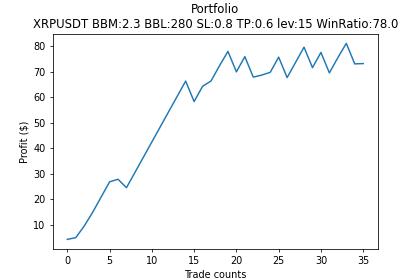 Portfolio
XRPUSDT BBM:2.3 BBL:280 SL:0.8 TP:0.6 lev:15 WinRatio:78.0
80
70
60
50
40
30
20
10
Profit ($)
0 5 10 15 20 25 30 35
Trade counts